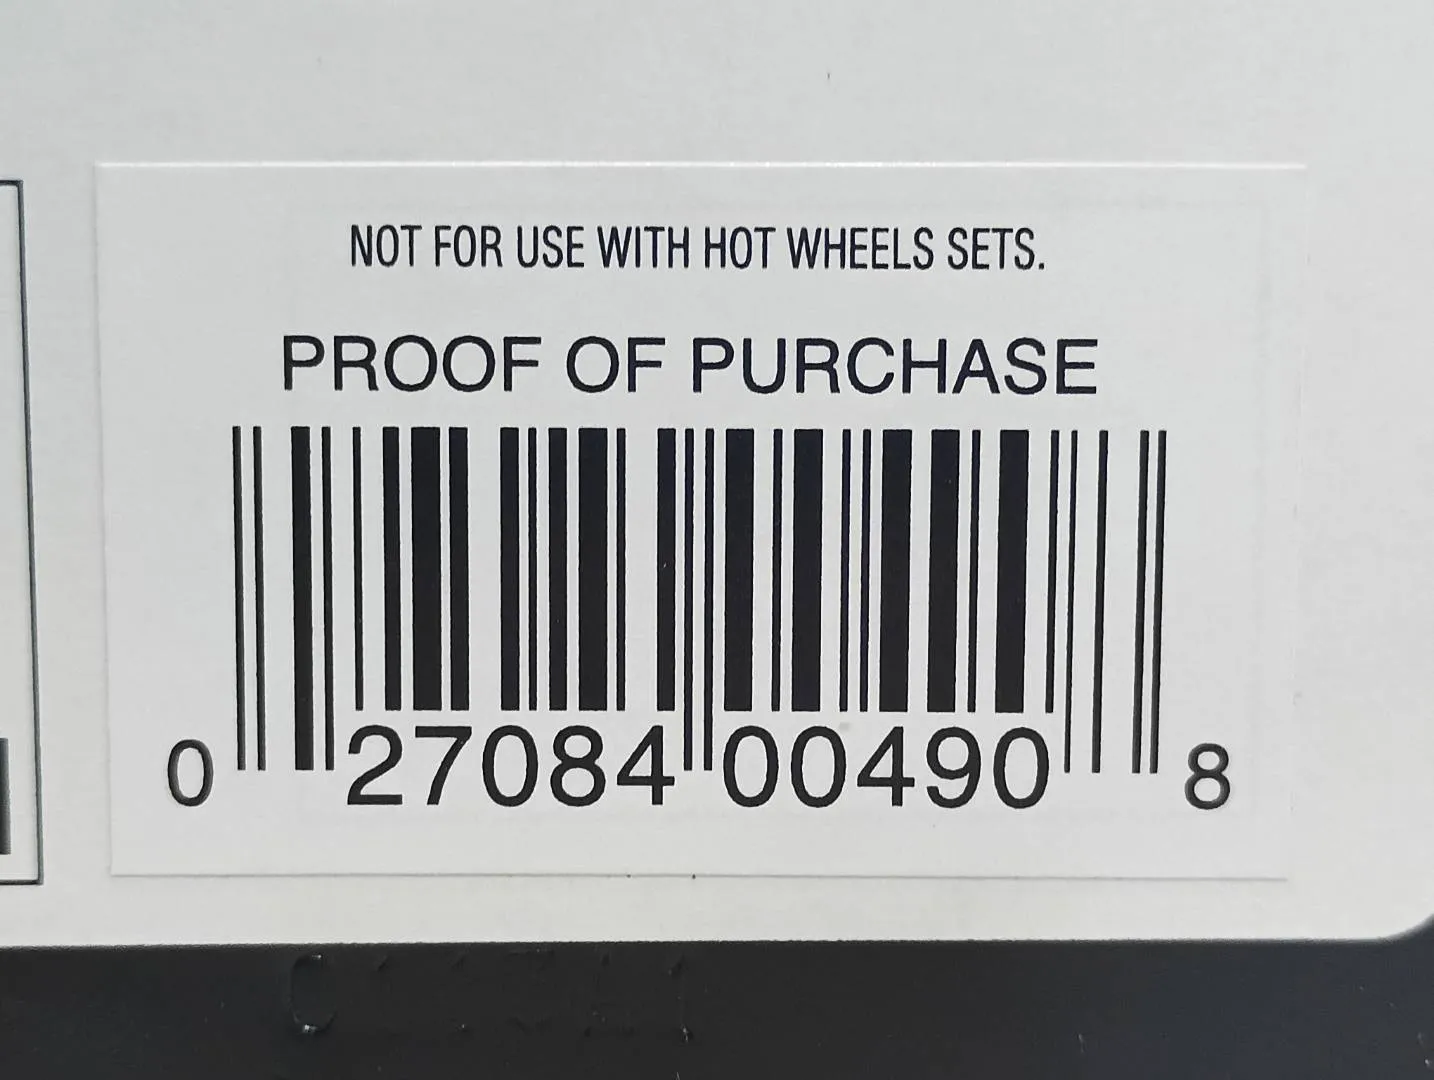 NOT FOR USE WITH HOT WHEELS SETS.
PROOF OF PURCHASE
0 27084 00490 8